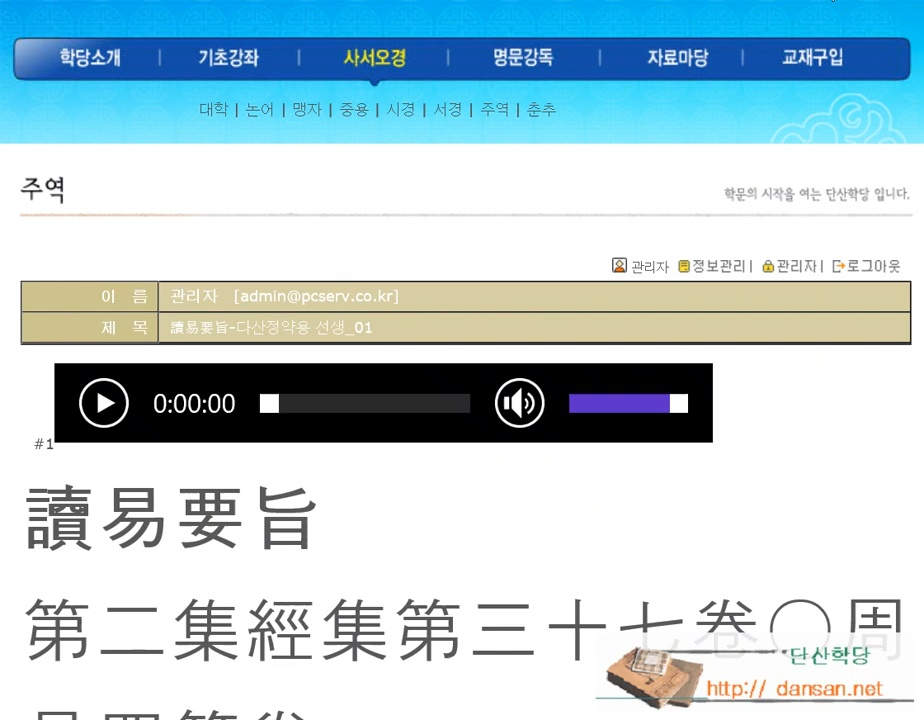 학당소개 | 기초강좌 | 사서오경 | 명문강독 | 자료마당 | 교재구입
대학 | 논어 | 맹자 | 중용 | 시경 | 서경 | 주역 | 춘추
주역
학문의 시작을 여는 단산학당 입니다.
관리자 정보관리 | 관리자 | 로그아웃
이 름 관리자 [admin@pcserv.co.kr]
제 목 讀易要旨-다산정약용 선생_01
0:00:00
#1
讀易要旨
第二集經集第三十七卷〇周
단산학당
http:// dansan.net